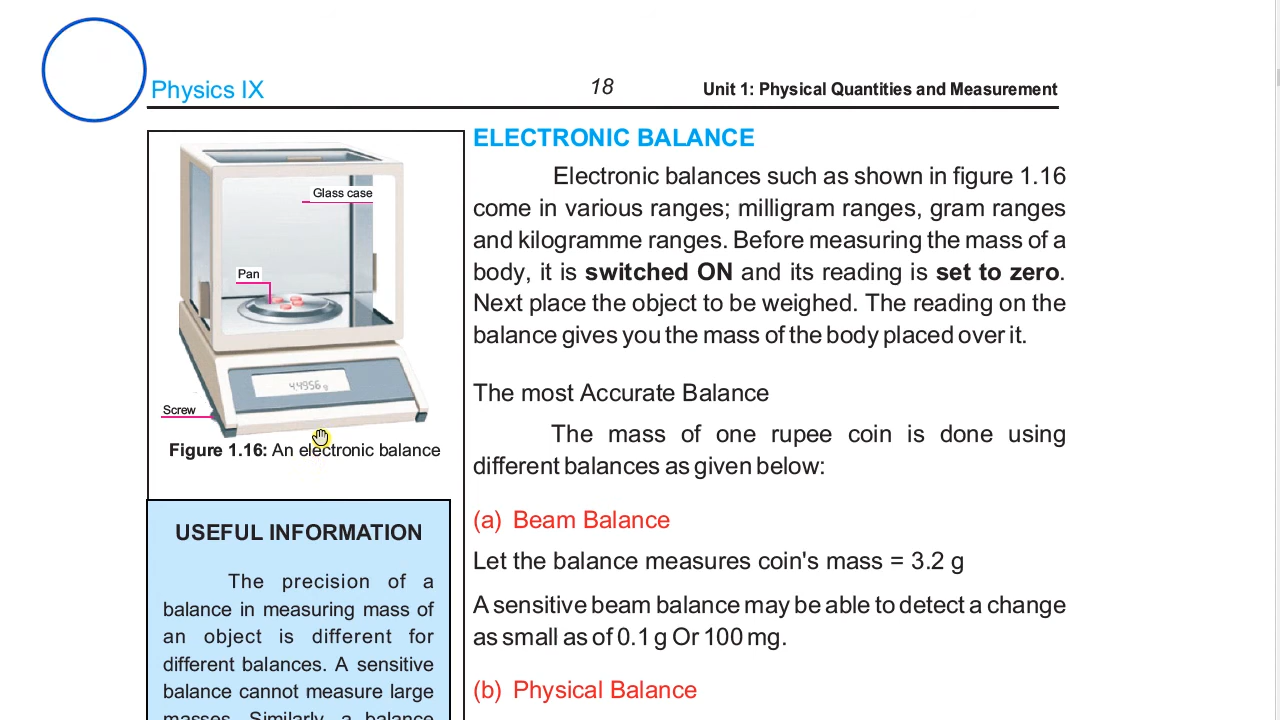 Physics IX
18
Unit 1: Physical Quantities and Measurement
Glass case
Pan
4.4956 g
Screw
Figure 1.16: An electronic balance
USEFUL INFORMATION
The precision of a
balance in measuring mass of
an object is different for
different balances. A sensitive
balance cannot measure large
masses. Similarly, a balance
ELECTRONIC BALANCE
Electronic balances such as shown in figure 1.16
come in various ranges; milligram ranges, gram ranges
and kilogramme ranges. Before measuring the mass of a
body, it is switched ON and its reading is set to zero.
Next place the object to be weighed. The reading on the
balance gives you the mass of the body placed over it.
The most Accurate Balance
The mass of one rupee coin is done using
different balances as given below:
(a) Beam Balance
Let the balance measures coin's mass = 3.2 g
A sensitive beam balance may be able to detect a change
as small as of 0.1 g Or 100 mg.
(b) Physical Balance